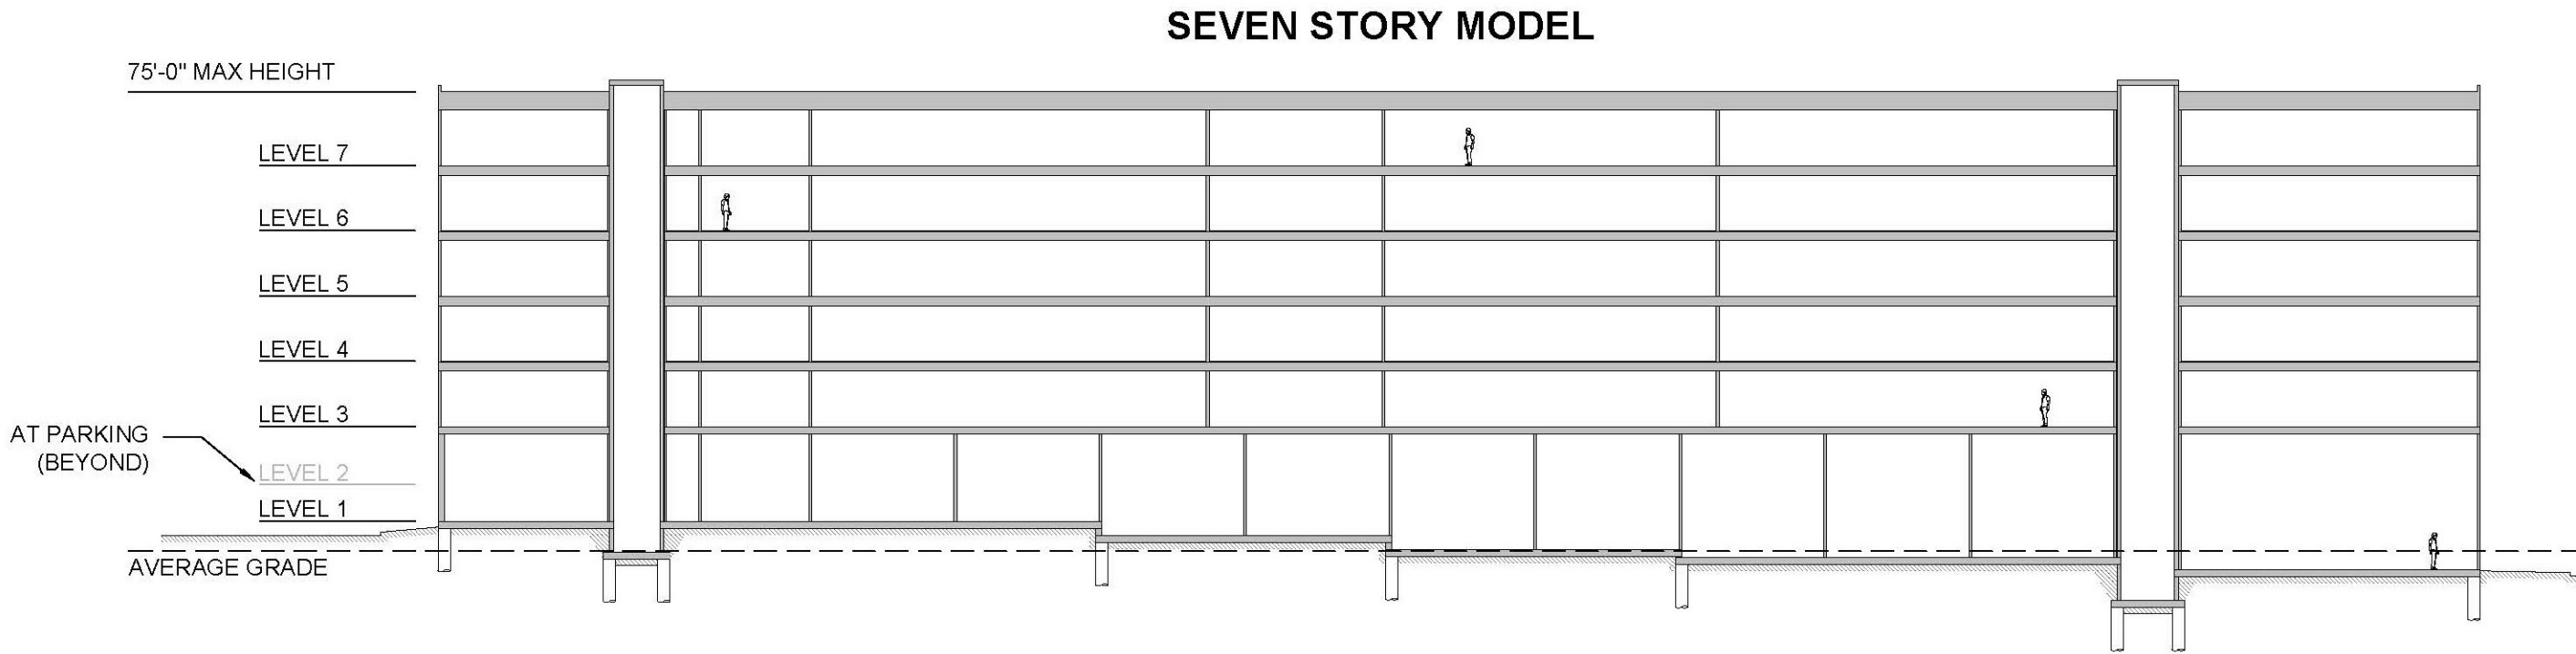 SEVEN STORY MODEL
75'-0" MAX HEIGHT
LEVEL 7
LEVEL 6
LEVEL 5
LEVEL 4
LEVEL 3
AT PARKING
(BEYOND)
LEVEL 2
LEVEL 1
AVERAGE GRADE